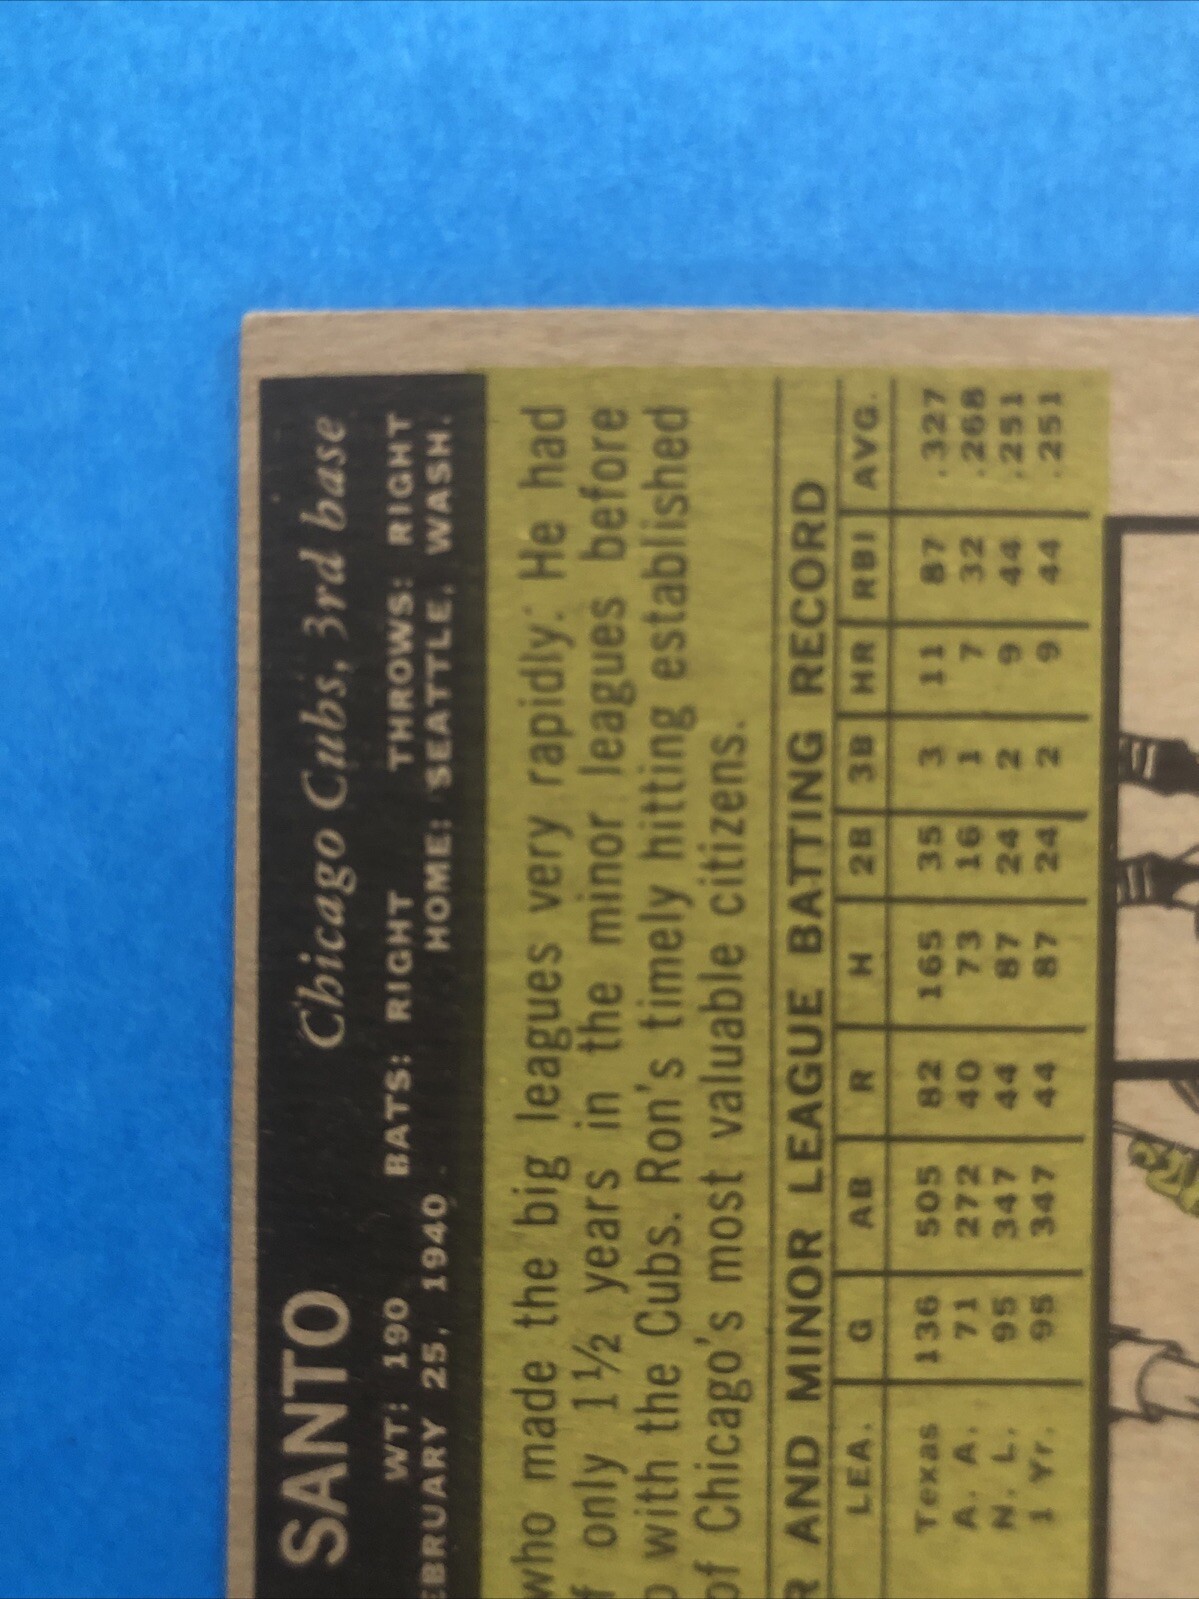 SANTO Chicago Cubs, 3rd base
WT: 190 BATS: RIGHT THROWS: RIGHT
EBRUARY 25, 1940 HOME: SEATTLE, WASH.
who made the big leagues very rapidly. He had
f only 1½ years in the minor leagues before
o with the Cubs. Ron's timely hitting established
of Chicago's most valuable citizens.
R AND MINOR LEAGUE BATTING RECORD
LEA. G AB R H 2B 3B HR RBI AVG.
Texas 136 505 82 165 35 3 11 87 .327
A. A. 71 272 40 73 16 1 7 32 .268
N. L. 95 347 44 87 24 2 9 44 .251
1 Yr. 95 347 44 87 24 2 9 44 .251